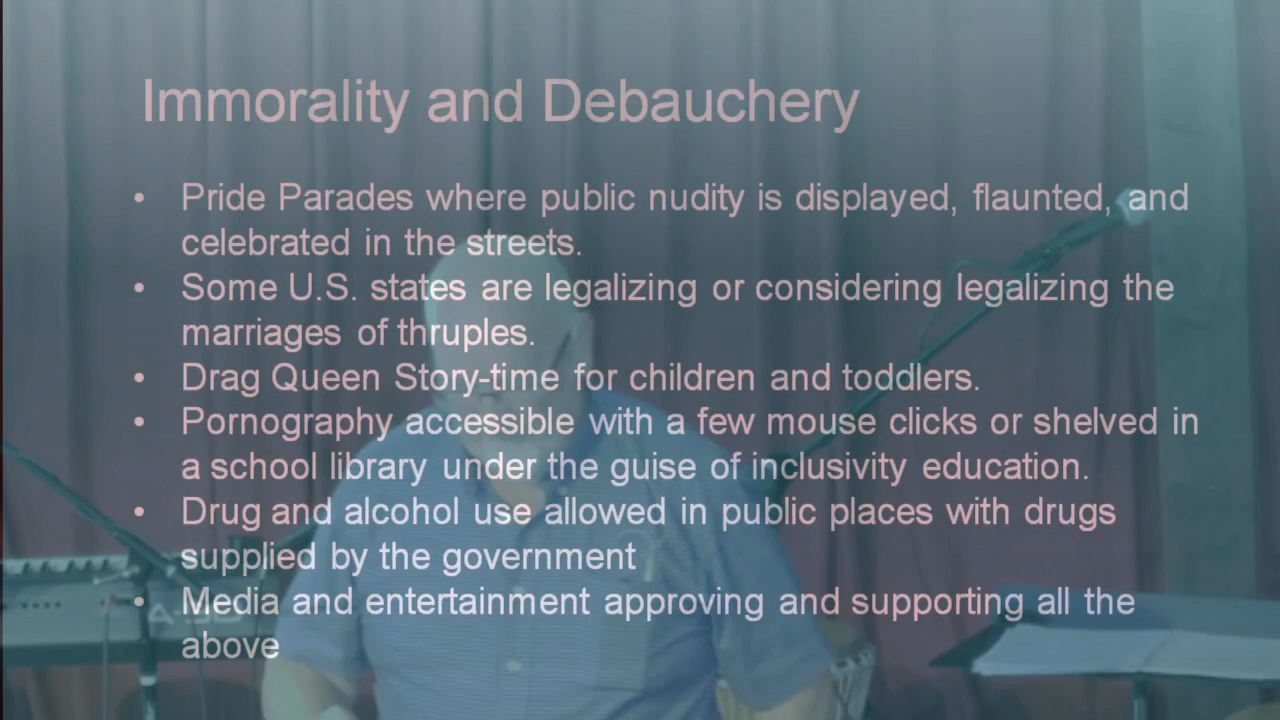 Immorality and Debauchery
• Pride Parades where public nudity is displayed, flaunted, and
celebrated in the streets.
• Some U.S. states are legalizing or considering legalizing the
marriages of thruples.
• Drag Queen Story-time for children and toddlers.
• Pornography accessible with a few mouse clicks or shelved in
a school library under the guise of inclusivity education.
• Drug and alcohol use allowed in public places with drugs
supplied by the government
• Media and entertainment approving and supporting all the
above